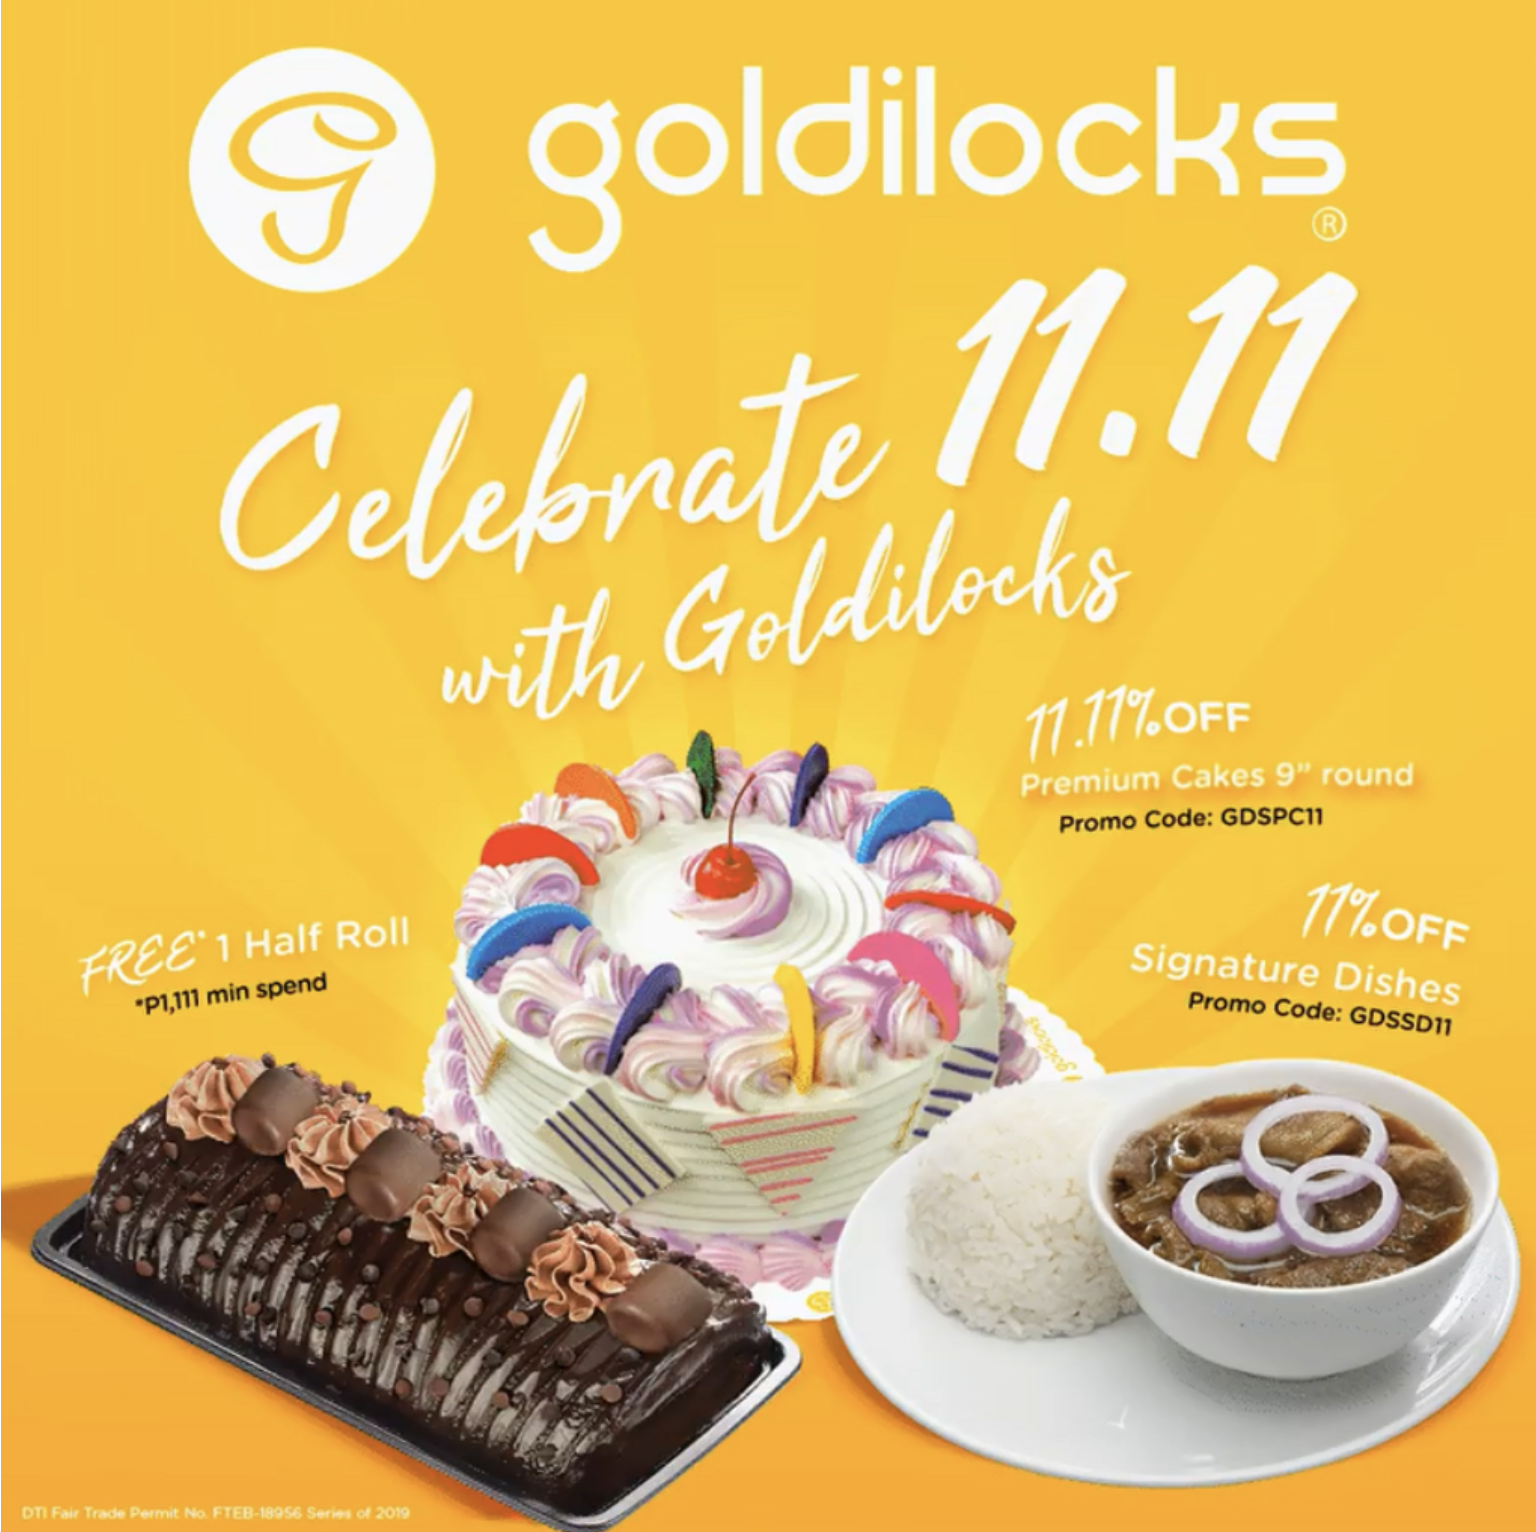 goldilocks
®
Celebrate 11.11
with Goldilocks
11.11% OFF
Premium Cakes 9” round
Promo Code: GDSPC11
11% OFF
Signature Dishes
Promo Code: GDSSD11
FREE* 1 Half Roll
*P1,111 min spend
goldilocks
DTI Fair Trade Permit No. FTEB-18956 Series of 2019